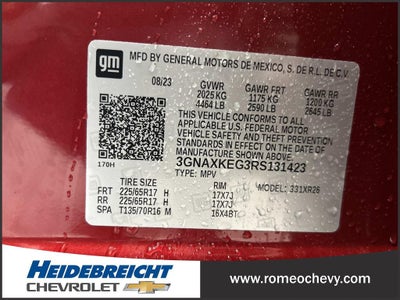 gm
MFD BY GENERAL MOTORS DE MEXICO, S. DE R.L. DE C.V.
08/23 GVWR GAWR FRT GAWR RR
2025 KG 1175 KG 1200 KG
4464 LB 2590 LB 2645 LB
THIS VEHICLE CONFORMS TO ALL
APPLICABLE U.S. FEDERAL MOTOR
VEHICLE SAFETY, BUMPER, AND
THEFT PREVENTION STANDARDS IN
EFFECT ON THE DATE OF
MANUFACTURE SHOWN ABOVE.
3GNAXKEG3RS131423
170H TYPE: MPV MODEL: 331XR26
TIRE SIZE RIM
FRT 225/65R17 H 17X7J
RR 225/65R17 H 17X7J
SPA T135/70R16 M 16X4BT
HEIDEBREICHT
CHEVROLET
www.romeochevy.com